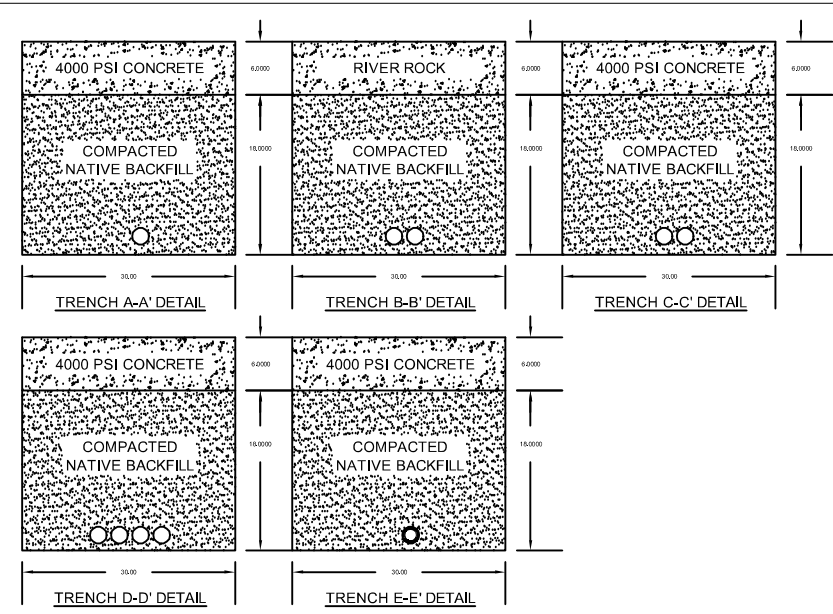 4000 PSI CONCRETE
COMPACTED
NATIVE BACKFILL
6.0000
18.0000
30.00
TRENCH A-A' DETAIL
RIVER ROCK
COMPACTED
NATIVE BACKFILL
6.0000
18.0000
30.00
TRENCH B-B' DETAIL
4000 PSI CONCRETE
COMPACTED
NATIVE BACKFILL
6.0000
18.0000
30.00
TRENCH C-C' DETAIL
4000 PSI CONCRETE
COMPACTED
NATIVE BACKFILL
6.0000
18.0000
30.00
TRENCH D-D' DETAIL
4000 PSI CONCRETE
COMPACTED
NATIVE BACKFILL
6.0000
18.0000
30.00
TRENCH E-E' DETAIL